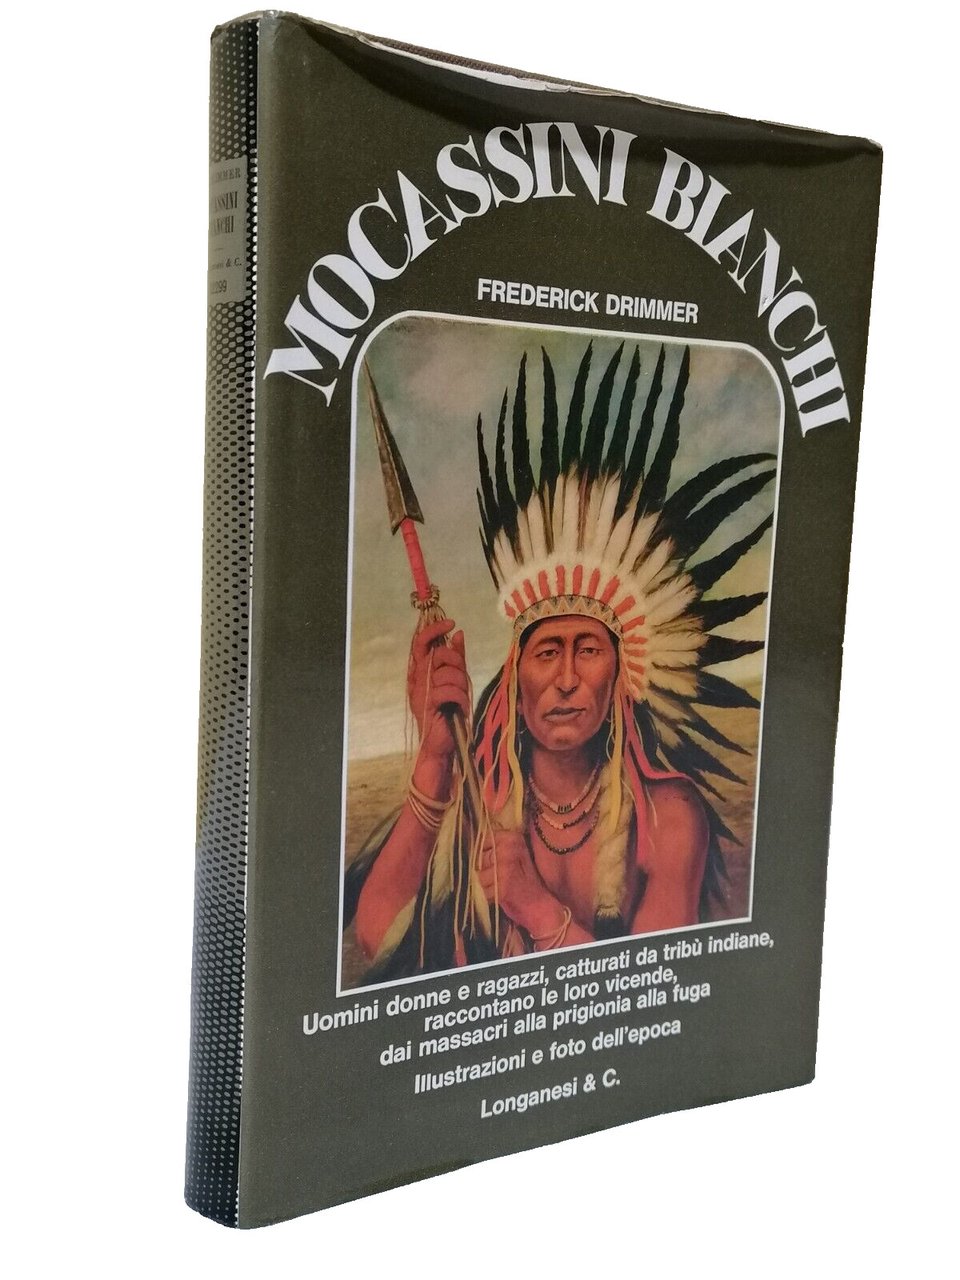 MOCASSINI BIANCHI
FREDERICK DRIMMER
Uomini donne e ragazzi, catturati da tribù indiane,
raccontano le loro vicende,
dai massacri alla prigionia alla fuga
Illustrazioni e foto dell'epoca
Longanesi & C.
& C.